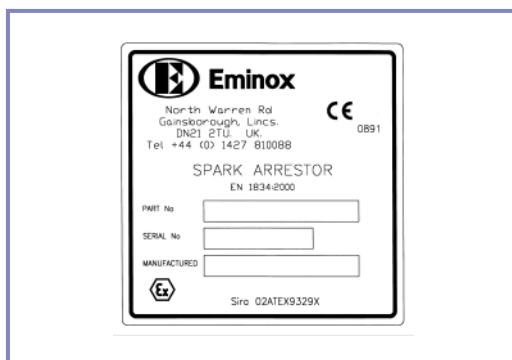 E Eminox
North Warren Rd
Gainsborough, Lincs.
DN21 2TU. UK.
Tel +44 (0) 1427 810088
CE
0891
SPARK ARRESTOR
EN 1834:2000
PART No
SERIAL No
MANUFACTURED
Ex
Sira 02ATEX9329X